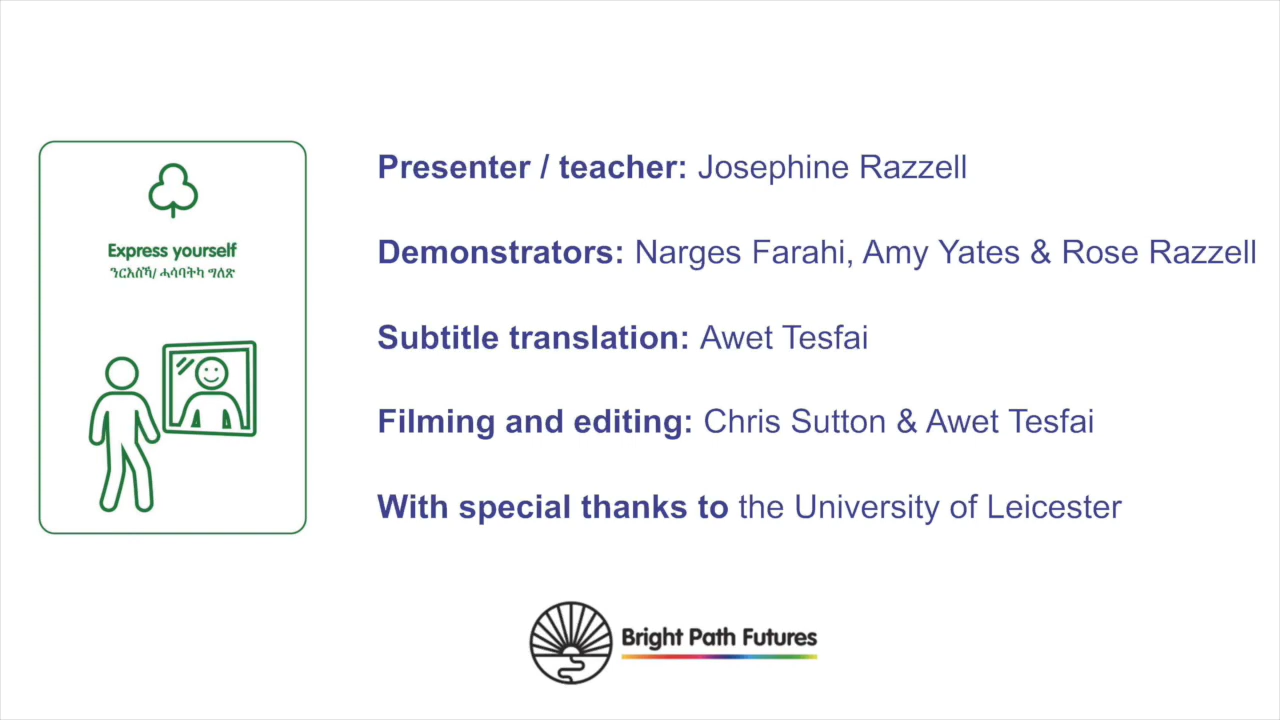 Express yourself
ንርእስኻ/ ሓሳባትካ ግለጽ
Presenter / teacher: Josephine Razzell
Demonstrators: Narges Farahi, Amy Yates & Rose Razzell
Subtitle translation: Awet Tesfai
Filming and editing: Chris Sutton & Awet Tesfai
With special thanks to the University of Leicester
Bright Path Futures